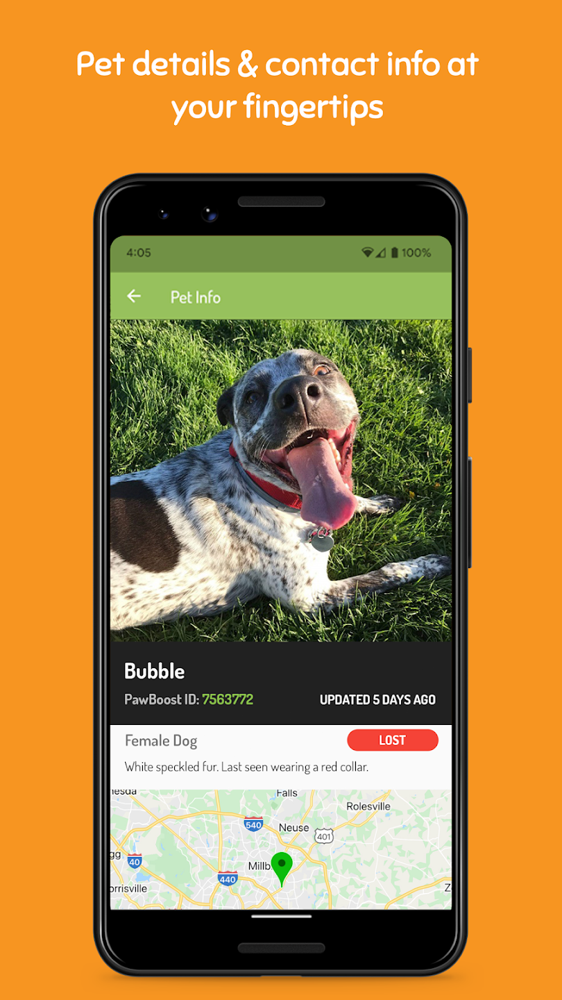 Pet details & contact info at
your fingertips
4:05
100%
Pet Info
Bubble
PawBoost ID: 7563772
UPDATED 5 DAYS AGO
Female Dog
LOST
White speckled fur. Last seen wearing a red collar.
Falls
Rolesville
540
Neuse
401
40
Millb
440
orrisville